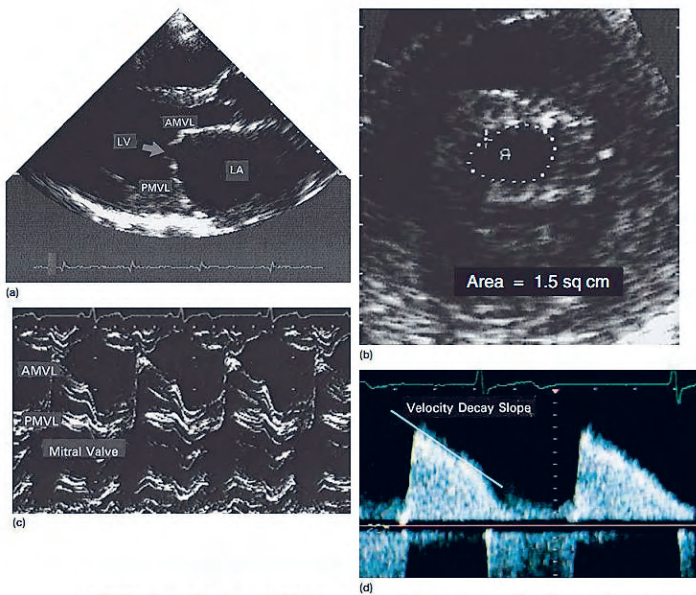 AMVL
LV
LA
PMVL
(a)
Area = 1.5 sq cm
(b)
AMVL
PMVL
Mitral Valve
(c)
Velocity Decay Slope
(d)